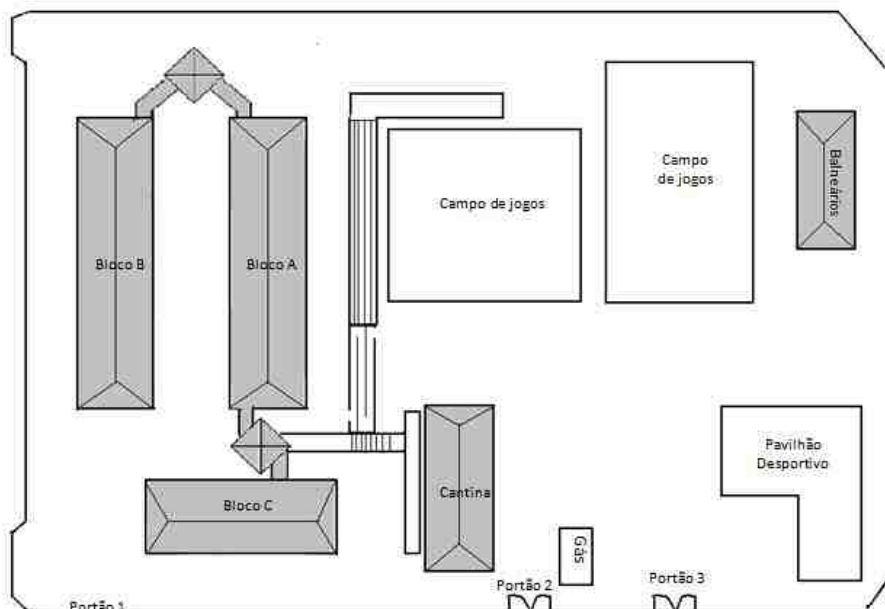 Campo
de jogos
Balneários
Campo de jogos
Bloco B
Bloco A
Pavilhão
Desportivo
Cantina
Bloco C
Gás
Portão 2
Portão 3
Portão 1